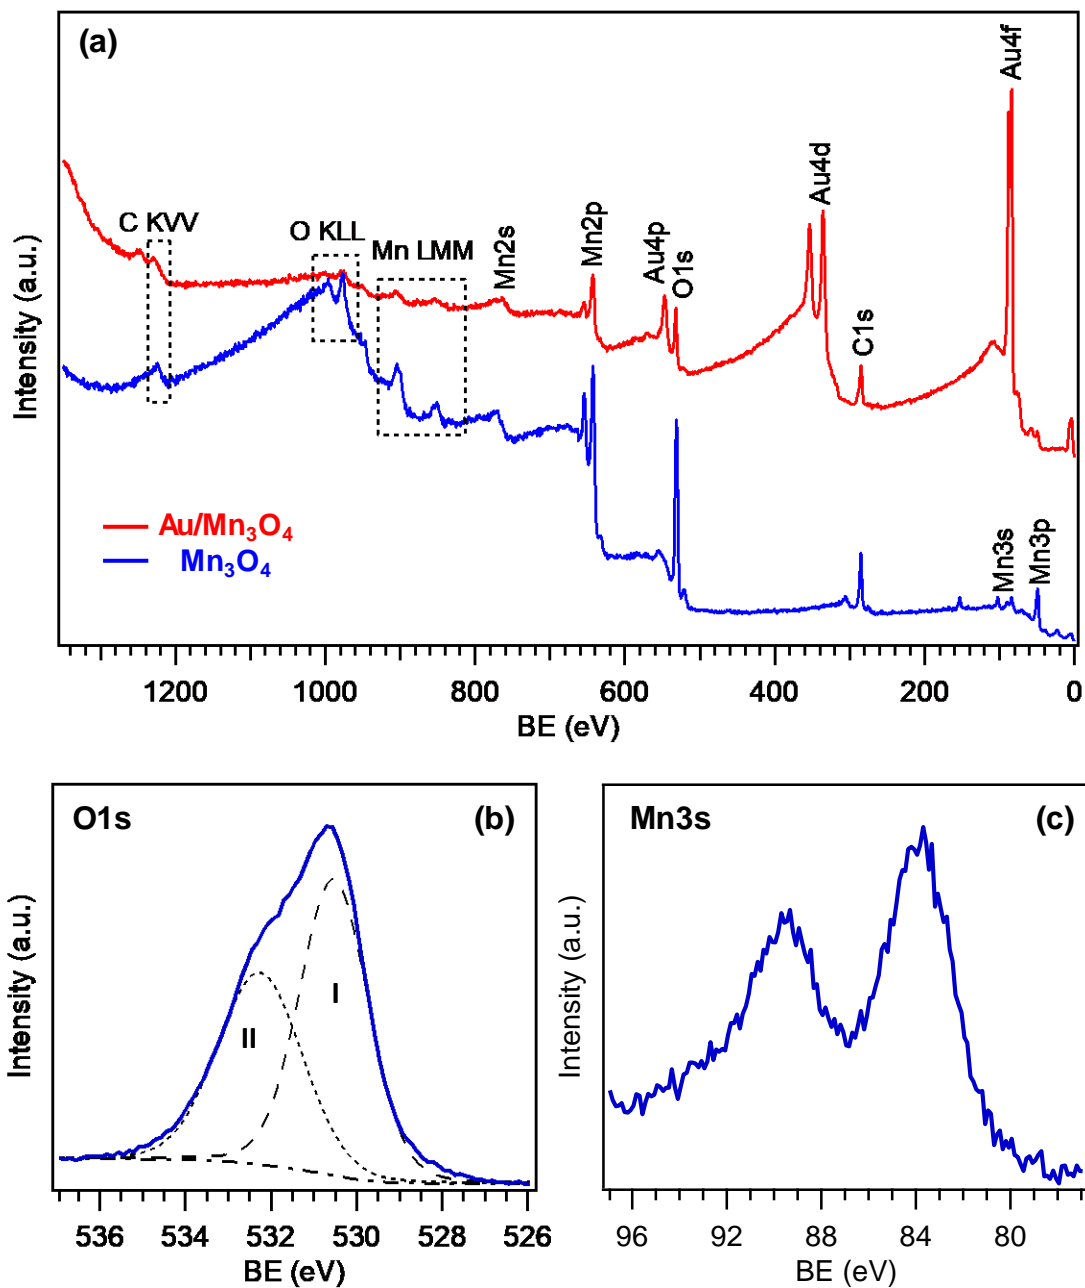 (a)
Au4f
Au4d
C KVV
O KLL
Mn LMM
Mn2s
Mn2p
Au4p
O1s
C1s
Mn3s
Mn3p
Intensity (a.u.)
Au/Mn₃O₄
Mn₃O₄
1200 1000 800 600 400 200 0
BE (eV)
O1s
(b)
I
II
Intensity (a.u.)
536 534 532 530 528 526
BE (eV)
Mn3s
(c)
Intensity (a.u.)
96 92 88 84 80
BE (eV)